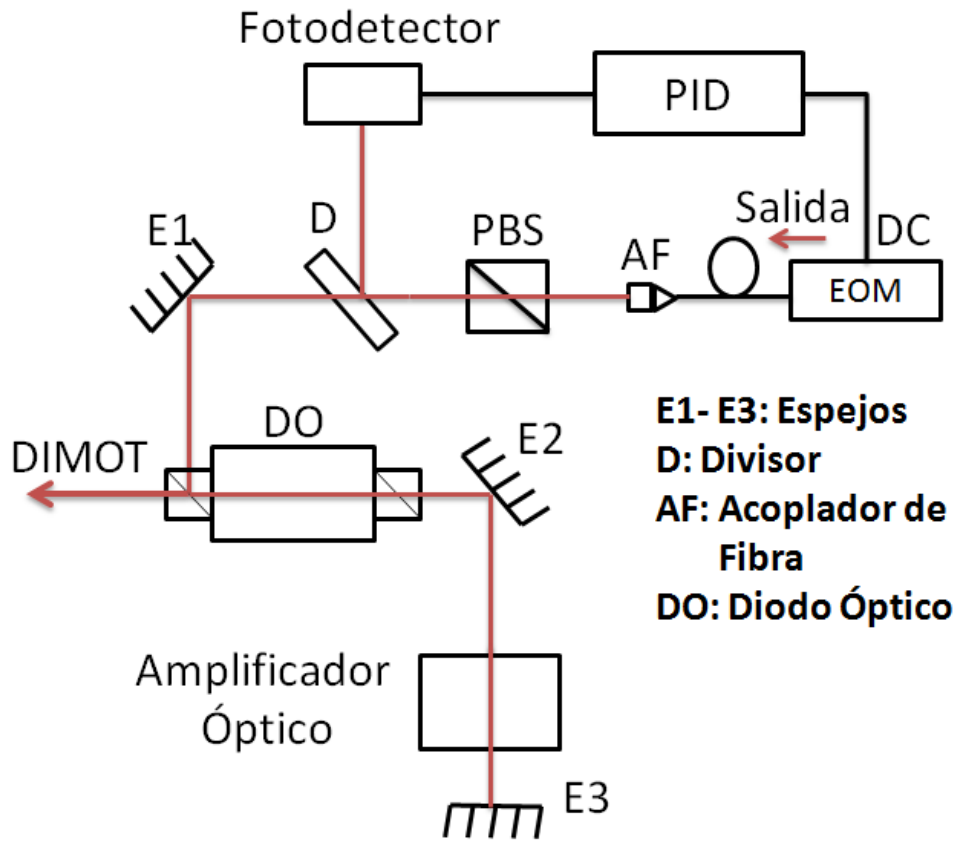 Fotodetector
PID
E1
D
PBS
AF
Salida
DC
EOM
DIMOT
DO
E2
E1- E3: Espejos
D: Divisor
AF: Acoplador de
Fibra
DO: Diodo Óptico
Amplificador
Óptico
E3